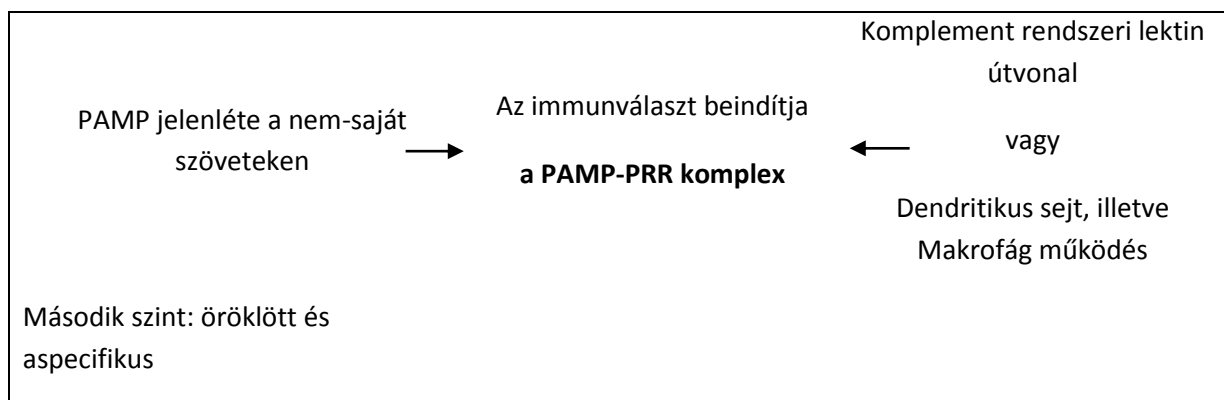 PAMP jelenléte a nem-saját
szöveteken
Az immunválaszt beindítja
a PAMP-PRR komplex
Komplement rendszeri lektin
útvonal
vagy
Dendritikus sejt, illetve
Makrofág működés
Második szint: öröklött és
aspecifikus